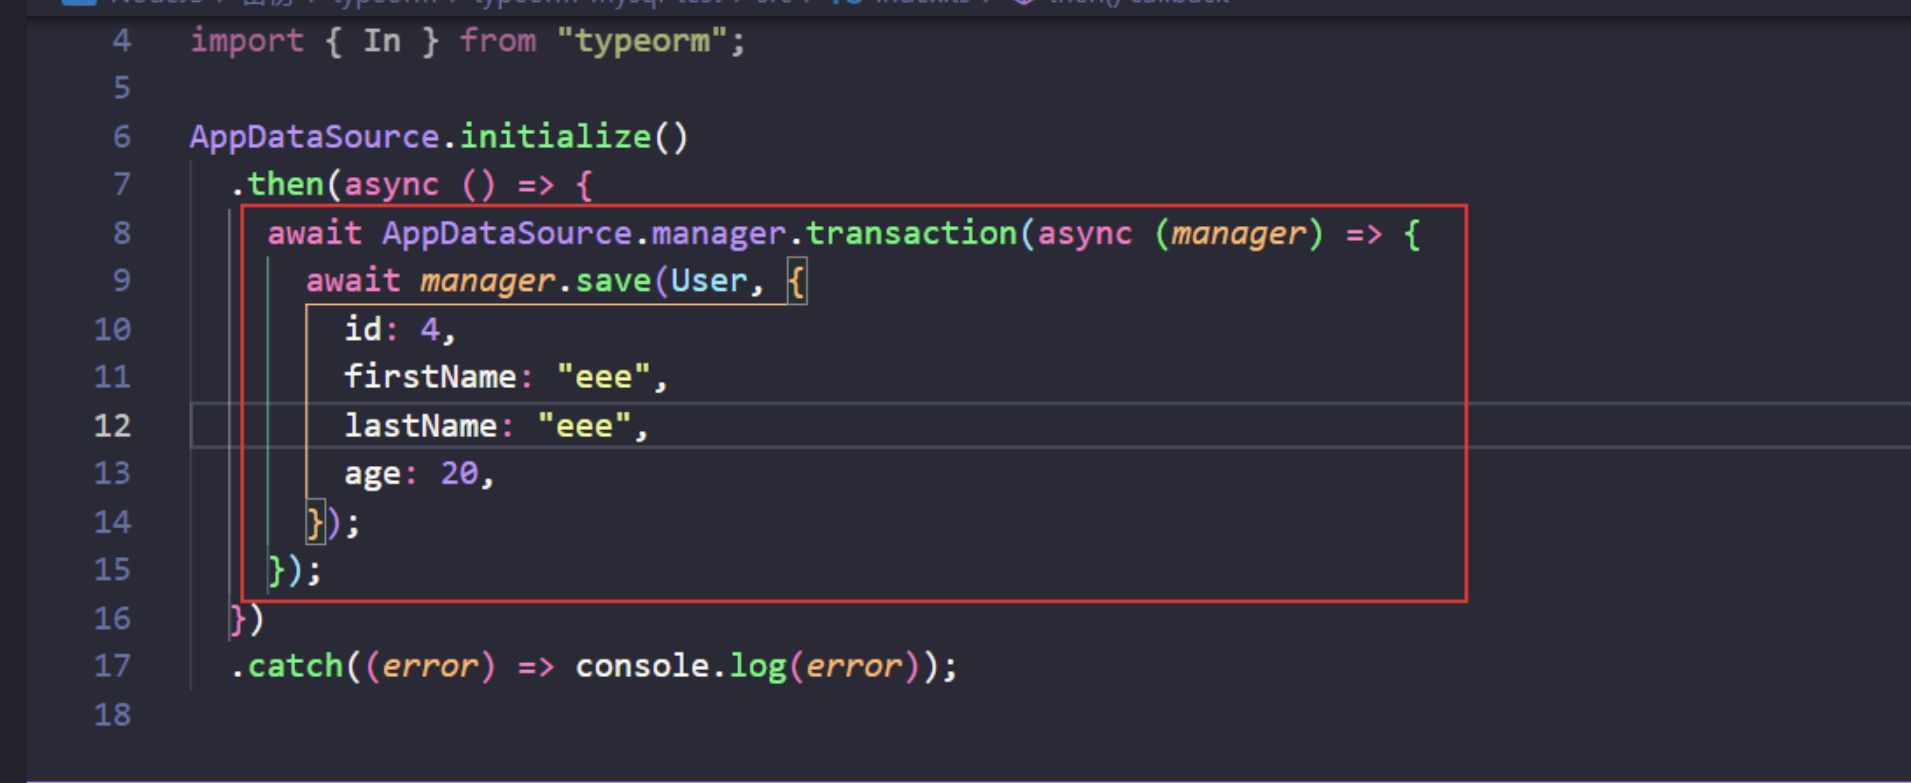 4 import { In } from "typeorm";
5
6 AppDataSource.initialize()
7 .then(async () => {
8 await AppDataSource.manager.transaction(async (manager) => {
9 await manager.save(User, {
10 id: 4,
11 firstName: "eee",
12 lastName: "eee",
13 age: 20,
14 });
15 });
16 })
17 .catch((error) => console.log(error));
18